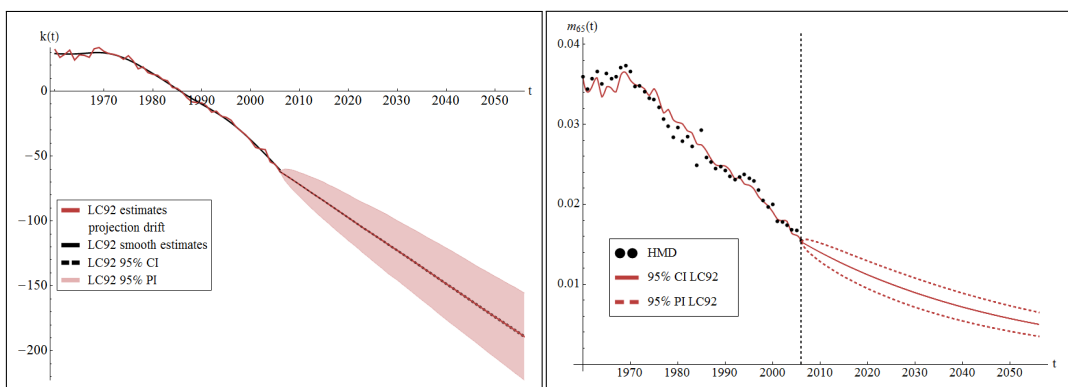 k(t)
0
1970 1980 1990 2000 2010 2020 2030 2040 2050
t
−50
−100
−150
−200
LC92 estimates
projection drift
LC92 smooth estimates
LC92 95% CI
LC92 95% PI
m65(t)
0.04
0.03
0.02
0.01
1970 1980 1990 2000 2010 2020 2030 2040 2050
t
HMD
95% CI LC92
95% PI LC92